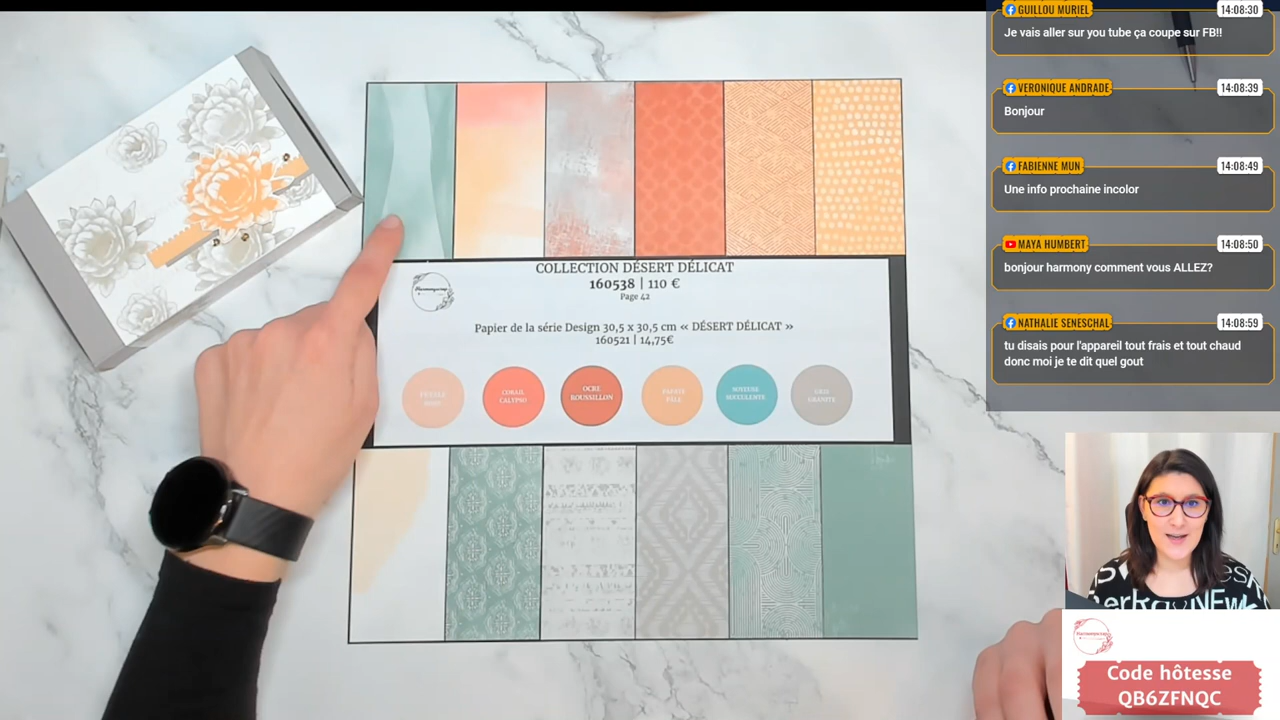 COLLECTION DÉSERT DÉLICAT
160538 | 110 €
Page 42
Papier de la série Design 30,5 x 30,5 cm « DÉSERT DÉLICAT »
160521 | 14,75€
PÉTALE
CORAIL
CALYPSO
OCRE
ROUSSILLON
PÊLE
SUCCULENTE
GRIS
GRANITE
Harmonyscrap
GUILLOU MURIEL
14:08:30
Je vais aller sur you tube ça coupe sur FB!!
VERONIQUE ANDRADE
14:08:39
Bonjour
FABIENNE MUN
14:08:49
Une info prochaine incolor
MAYA HUMBERT
14:08:50
bonjour harmony comment vous ALLEZ?
NATHALIE SENESCHAL
14:08:59
tu disais pour l'appareil tout frais et tout chaud
donc moi je te dit quel gout
Code hôtesse
QB6ZFNQC